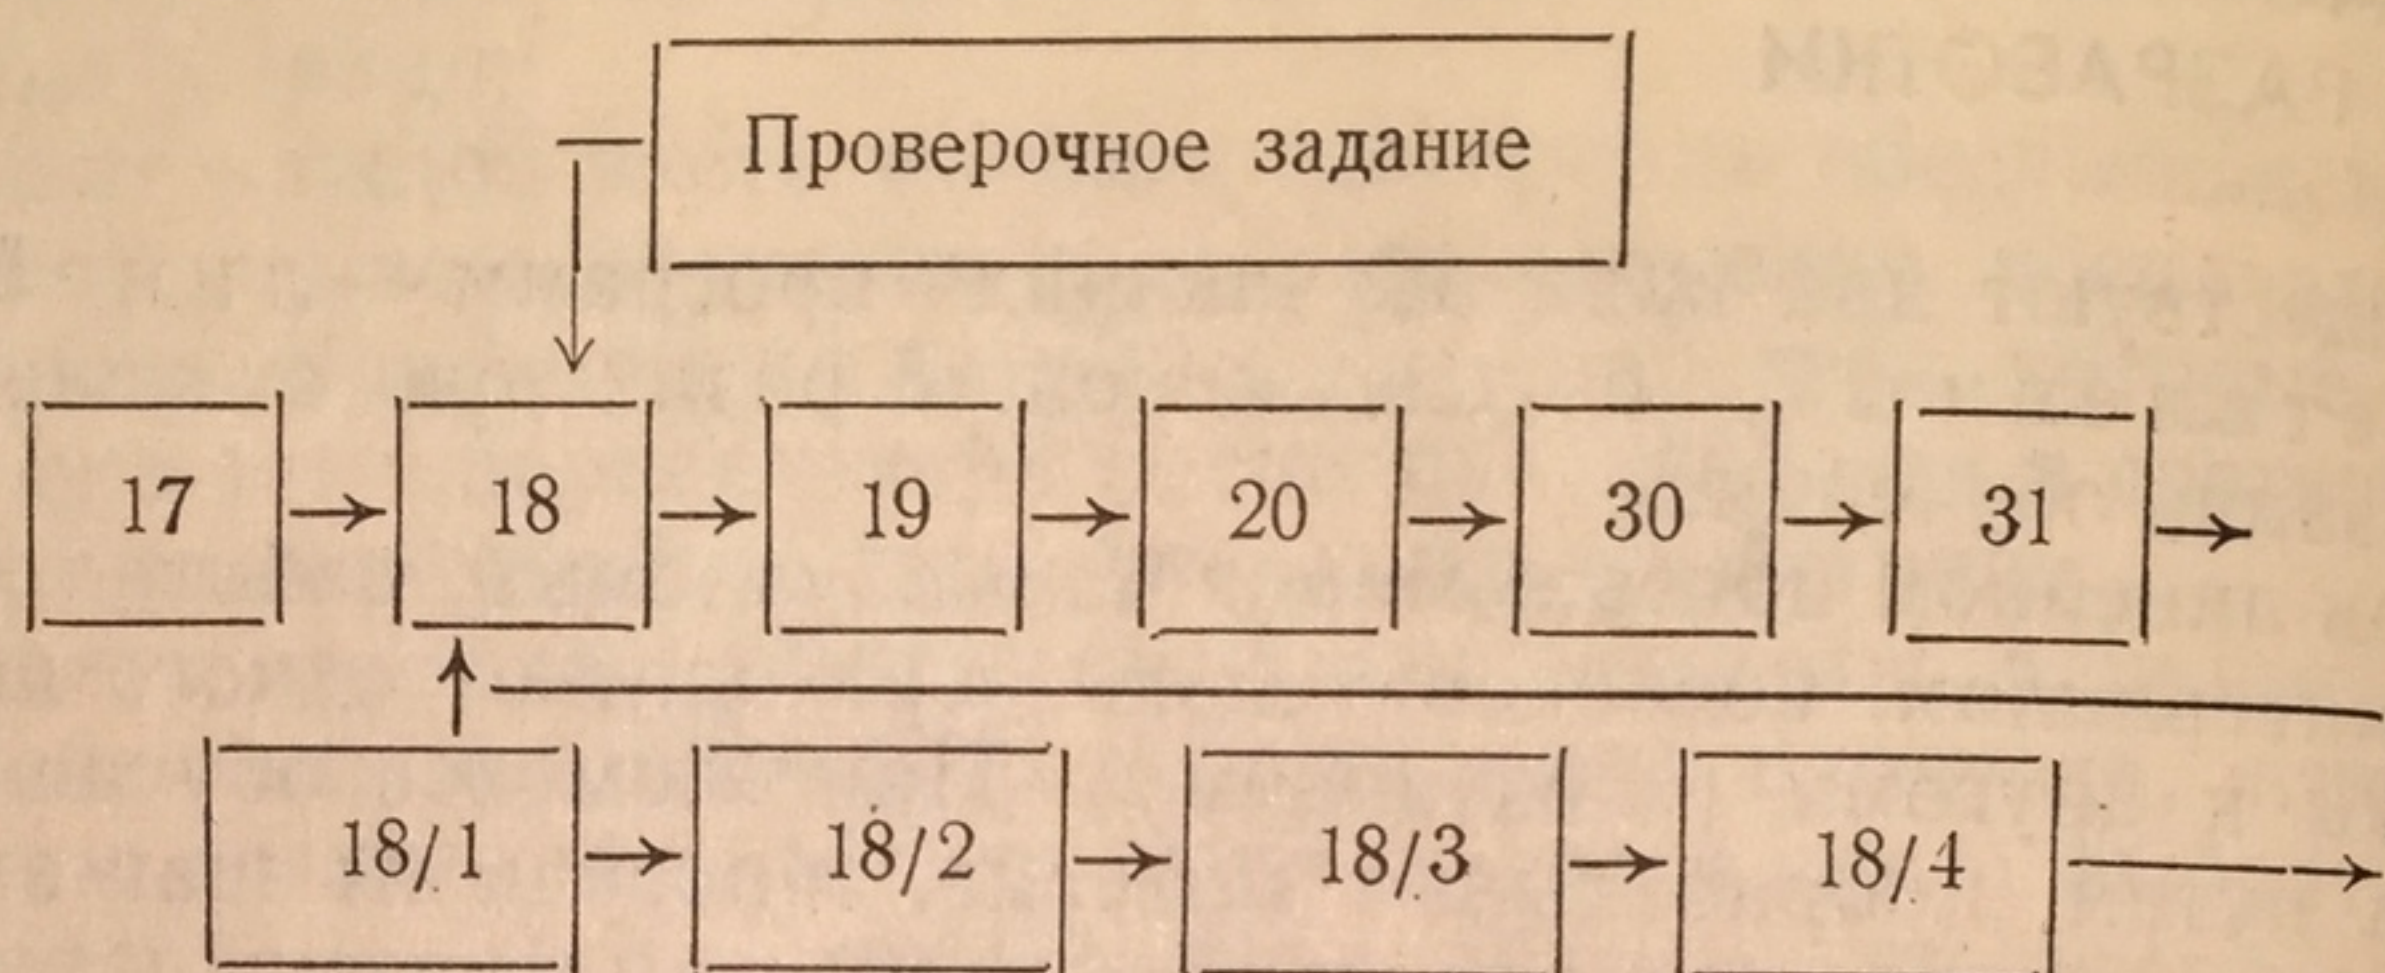 Проверочное задание
17 → 18 → 19 → 20 → 30 → 31 →
18/1 → 18/2 → 18/3 → 18/4 →